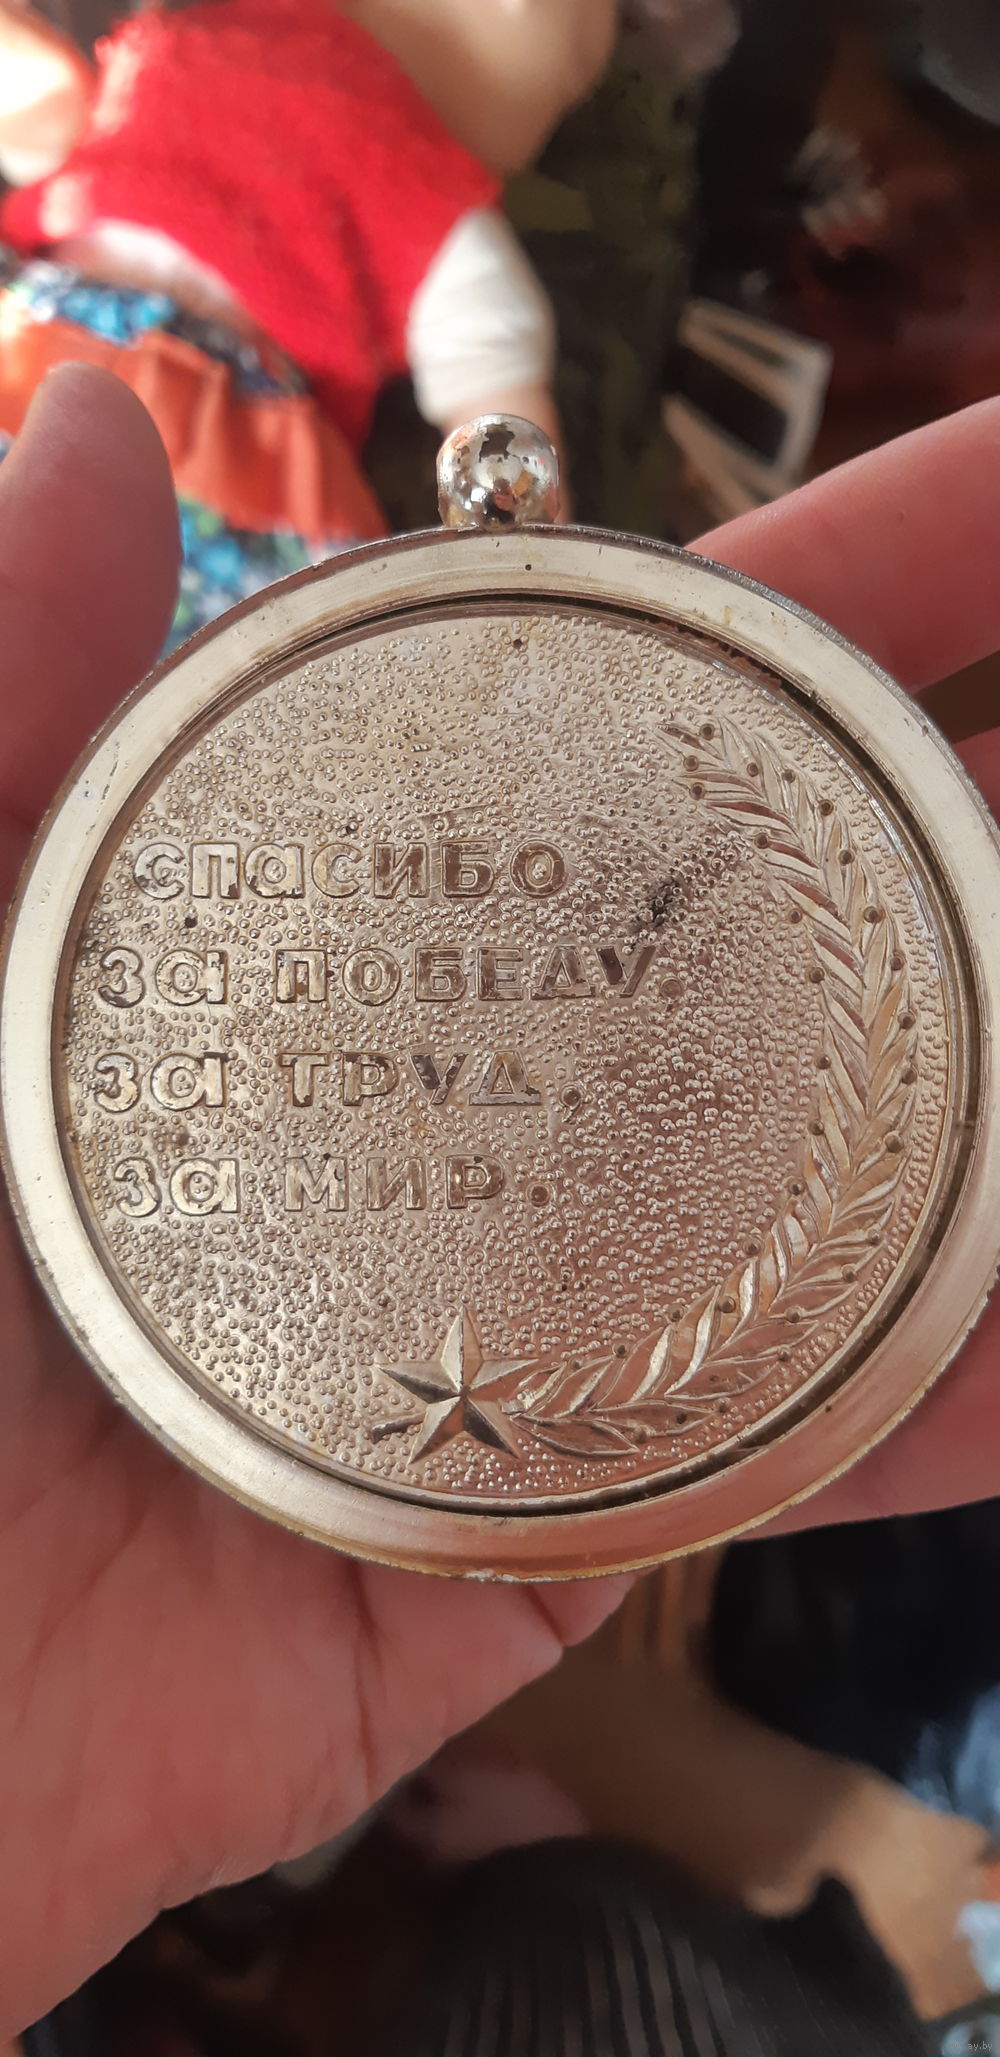 спасибо
за победу,
за труд,
за мир.